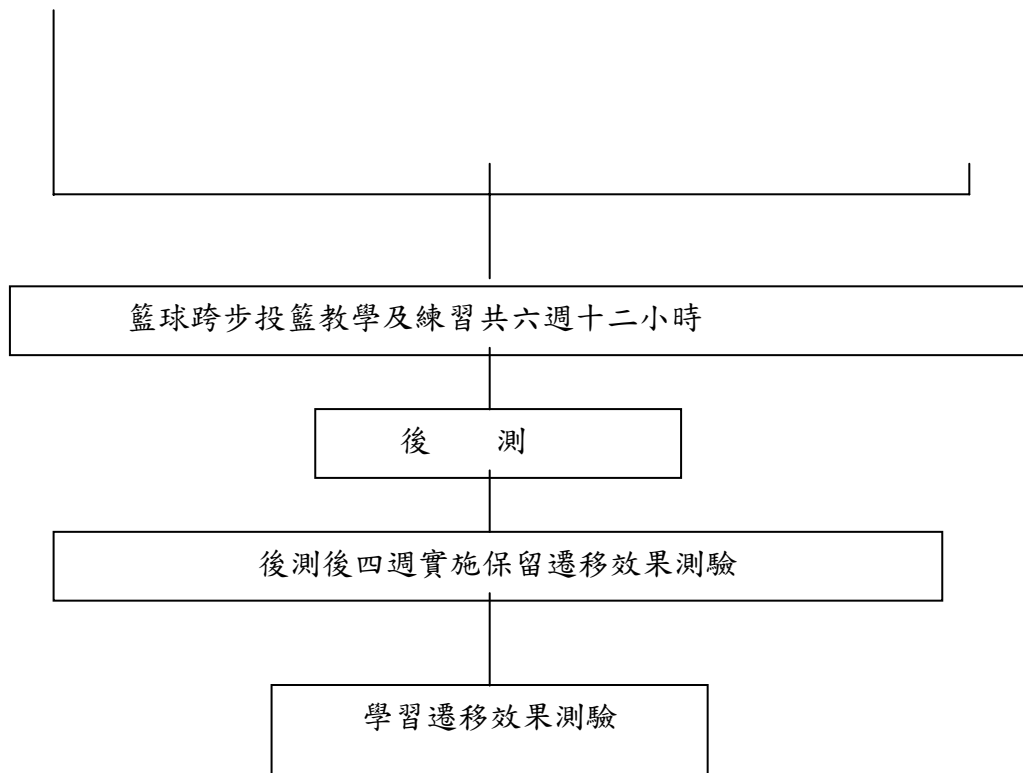 籃球跨步投籃教學及練習共六週十二小時
後 測
後測後四週實施保留遷移效果測驗
學習遷移效果測驗